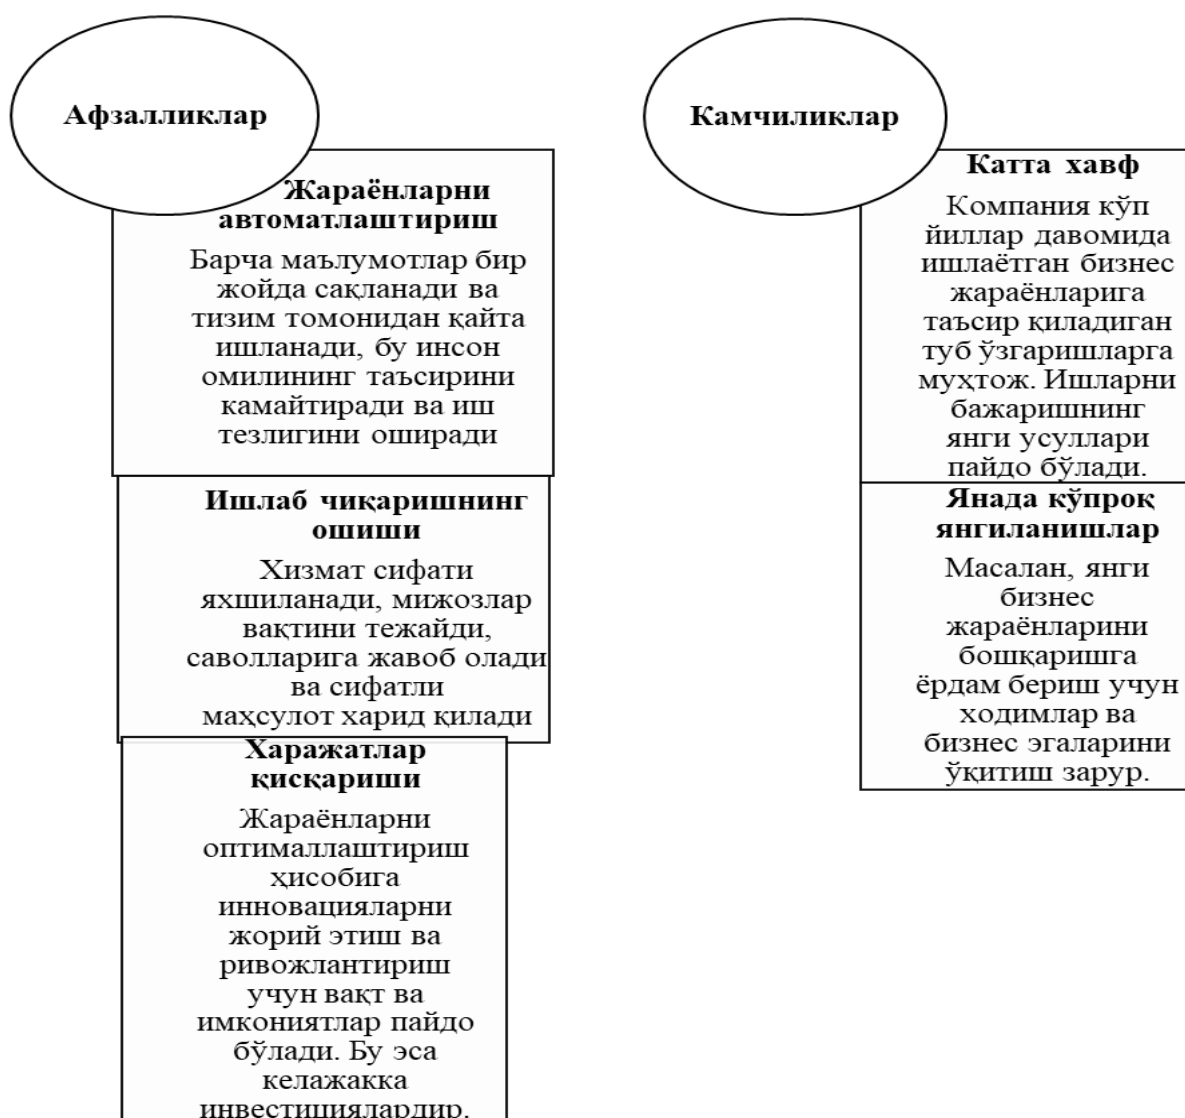 Афзалликлар
Жараёнларни
автоматлаштириш
Барча маълумотлар бир
жойда сақланади ва
тизим томонидан қайта
ишланади, бу инсон
омилининг таъсирини
камайтиради ва иш
тезлигини оширади
Ишлаб чиқаришнинг
ошиши
Хизмат сифати
яхшиланади, мижозлар
вақтини тежайди,
саволларига жавоб олади
ва сифатли
маҳсулот харид қилади
Харажатлар
қисқариши
Жараёнларни
оптималлаштириш
ҳисобига
инновацияларни
жорий этиш ва
ривожлантириш
учун вақт ва
имкониятлар пайдо
бўлади. Бу эса
келажакка
инвестициялардир.
Камчиликлар
Катта хавф
Компания кўп
йиллар давомида
ишлаётган бизнес
жараёнларига
таъсир қиладиган
туб ўзгаришларга
муҳтож. Ишларни
бажаришнинг
янги усуллари
пайдо бўлади.
Янада кўпроқ
янгиланишлар
Масалан, янги
бизнес
жараёнларини
бошқаришга
ёрдам бериш учун
ходимлар ва
бизнес эгаларини
ўқитиш зарур.